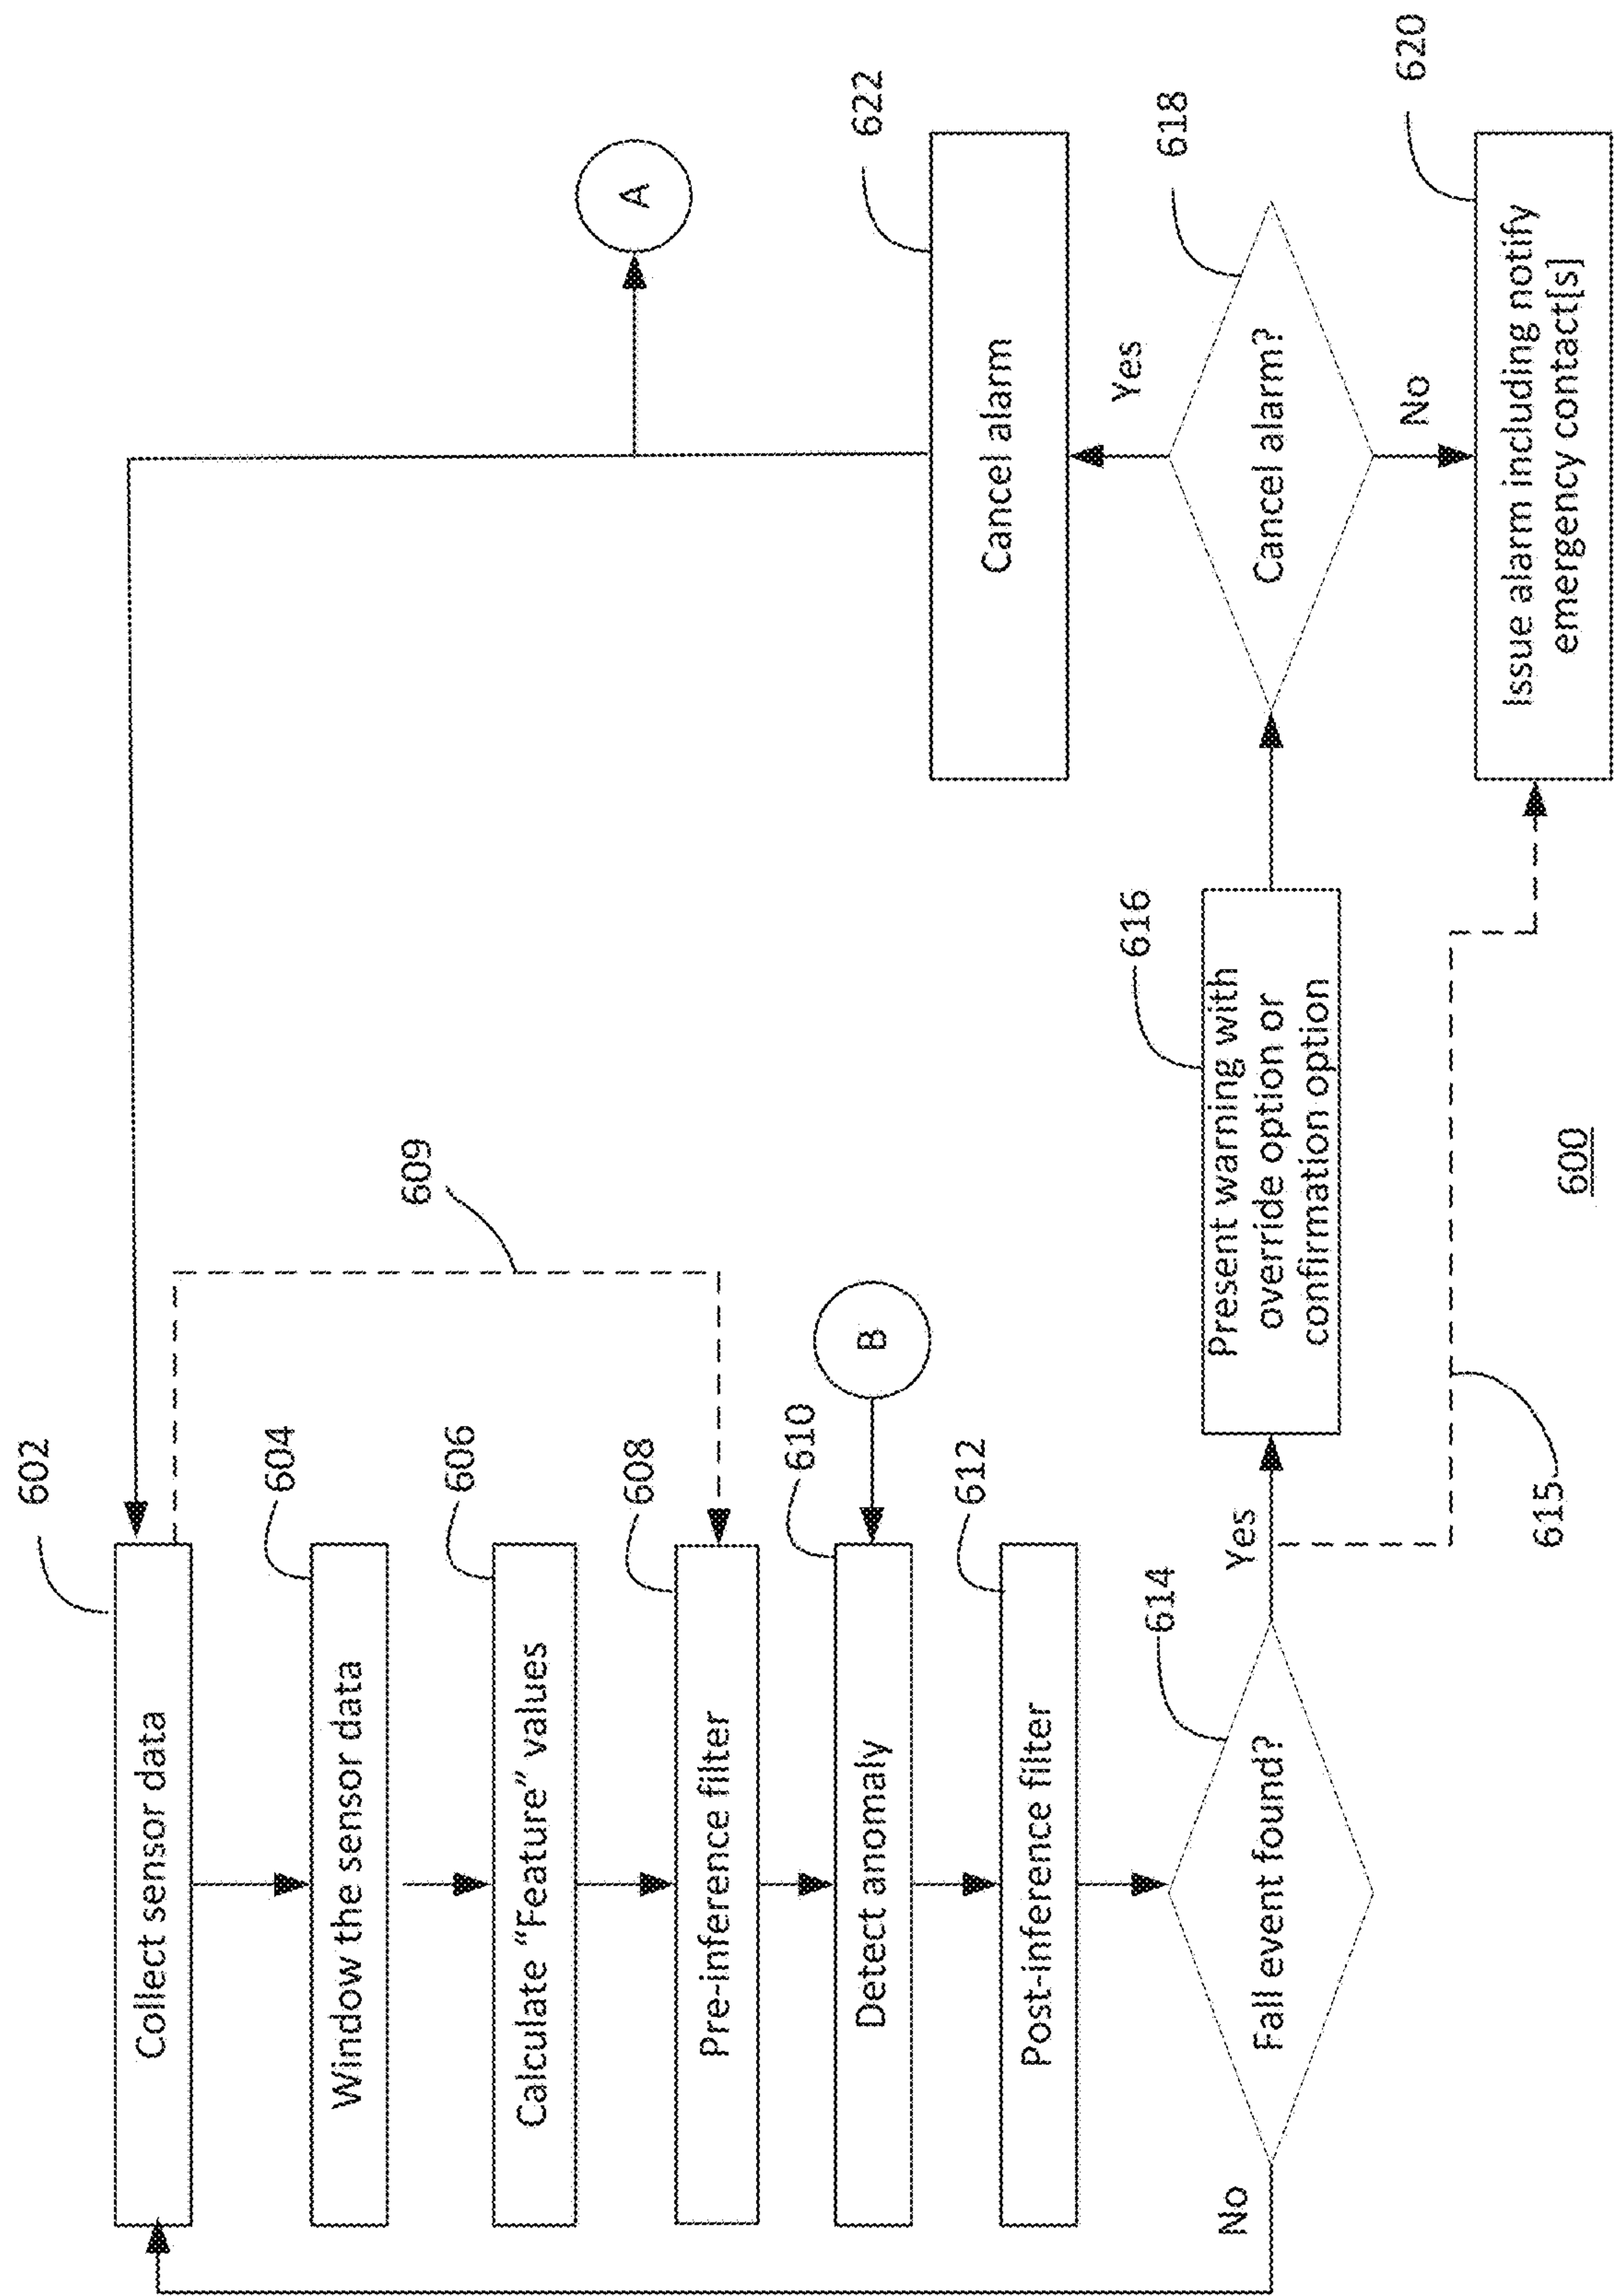 602
Collect sensor data
604
Window the sensor data
606
Calculate “Feature” values
609
608
Pre-inference filter
610
Detect anomaly
B
612
Post-inference filter
614
Fall event found?
No
Yes
615
616
Present warning with
override option or
confirmation option
A
622
Cancel alarm
Yes
618
Cancel alarm?
No
620
Issue alarm including notify
emergency contact[s]
600